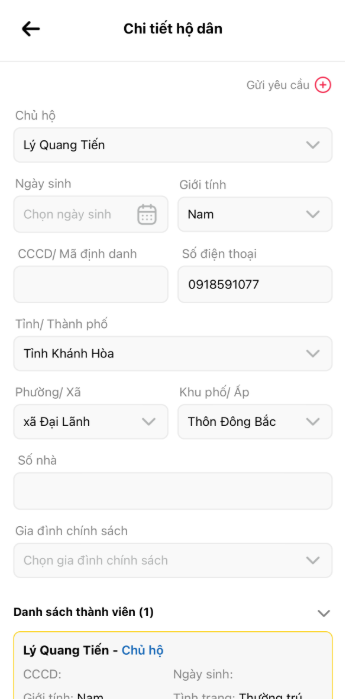 Chi tiết hộ dân
Gửi yêu cầu
Chủ hộ
Lý Quang Tiến
Ngày sinh
Giới tính
Chọn ngày sinh
Nam
CCCD/ Mã định danh
Số điện thoại
0918591077
Tỉnh/ Thành phố
Tỉnh Khánh Hòa
Phường/ Xã
Khu phố/ Ấp
xã Đại Lãnh
Thôn Đông Bắc
Số nhà
Gia đình chính sách
Chọn gia đình chính sách
Danh sách thành viên (1)
Lý Quang Tiến - Chủ hộ
CCCD:
Ngày sinh:
Giới tính: Nam
Tình trạng: Thường trú